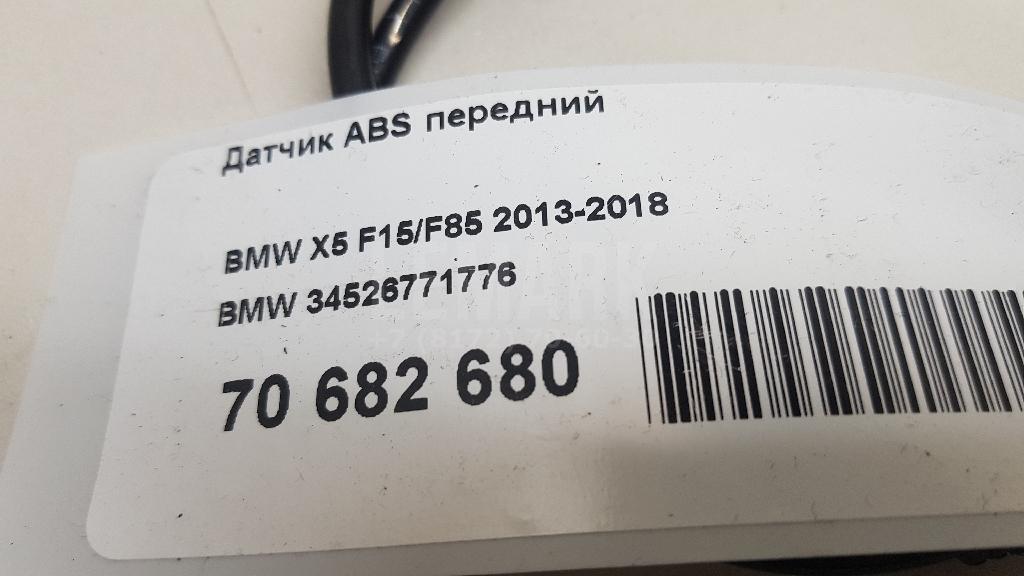 Датчик ABS передний
BMW X5 F15/F85 2013-2018
BMW 34526771776
70 682 680